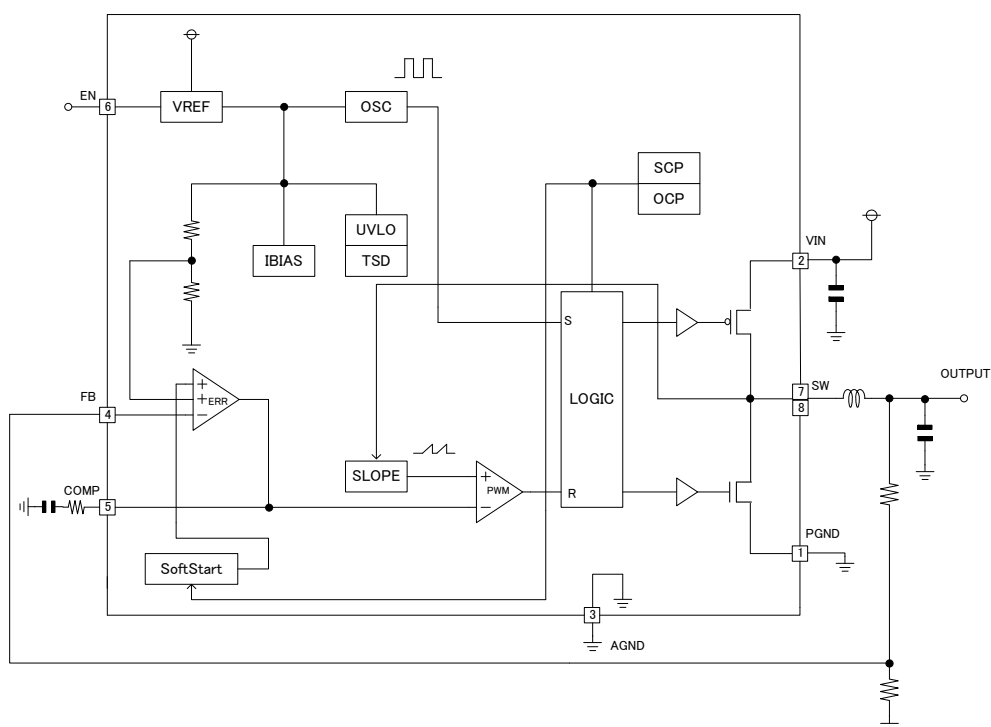 EN
6
VREF
OSC
SCP
OCP
UVLO
TSD
IBIAS
VIN
2
S
LOGIC
R
FB
4
+
+
−
ERR
SW
7
8
OUTPUT
SLOPE
+
−
PWM
COMP
5
PGND
1
SoftStart
3
AGND